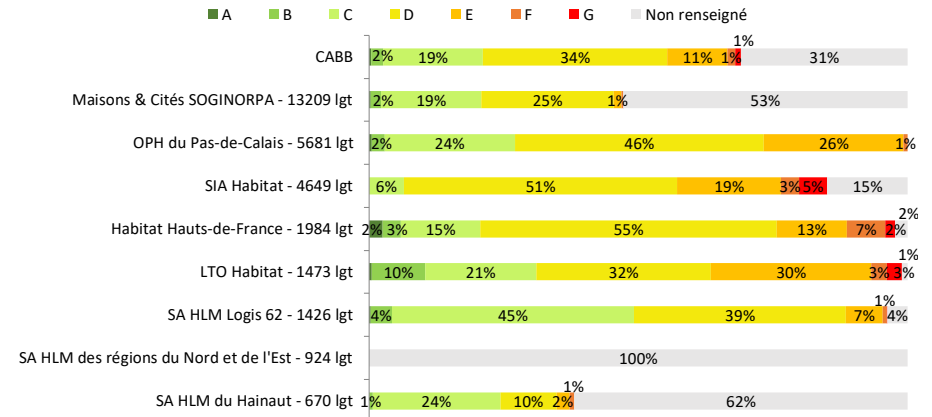 A B C D E F G Non renseigné
1%
CABB 2% 19% 34% 11% 1% 31%
Maisons & Cités SOGINORPA - 13209 lgt 2% 19% 25% 1% 53%
OPH du Pas-de-Calais - 5681 lgt 2% 24% 46% 26% 1%
SIA Habitat - 4649 lgt 6% 51% 19% 3% 5% 15%
2%
Habitat Hauts-de-France - 1984 lgt 2% 3% 15% 55% 13% 7% 2%
1%
LTO Habitat - 1473 lgt 10% 21% 32% 30% 3% 3%
1%
SA HLM Logis 62 - 1426 lgt 4% 45% 39% 7% 4%
SA HLM des régions du Nord et de l'Est - 924 lgt 100%
1%
SA HLM du Hainaut - 670 lgt 1% 24% 10% 2% 62%